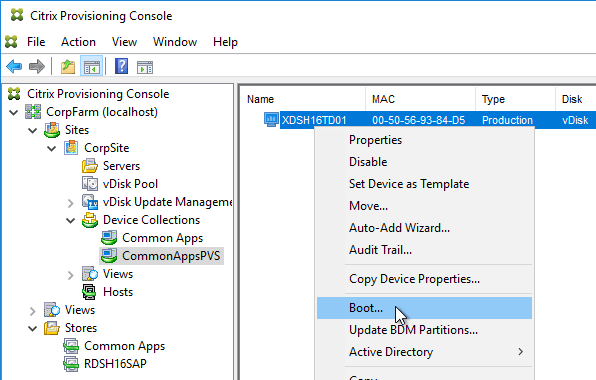 Citrix Provisioning Console
File Action View Window Help
Citrix Provisioning Console
CorpFarm (localhost)
Sites
CorpSite
Servers
vDisk Pool
vDisk Update Manageme
Device Collections
Common Apps
CommonAppsPVS
Views
Hosts
Views
Stores
Common Apps
RDSH16SAP
Name MAC Type Disk
XDSH16TD01 00-50-56-93-84-D5 Production vDisk
Properties
Disable
Set Device as Template
Move...
Auto-Add Wizard...
Audit Trail...
Copy Device Properties...
Boot...
Update BDM Partitions...
Active Directory